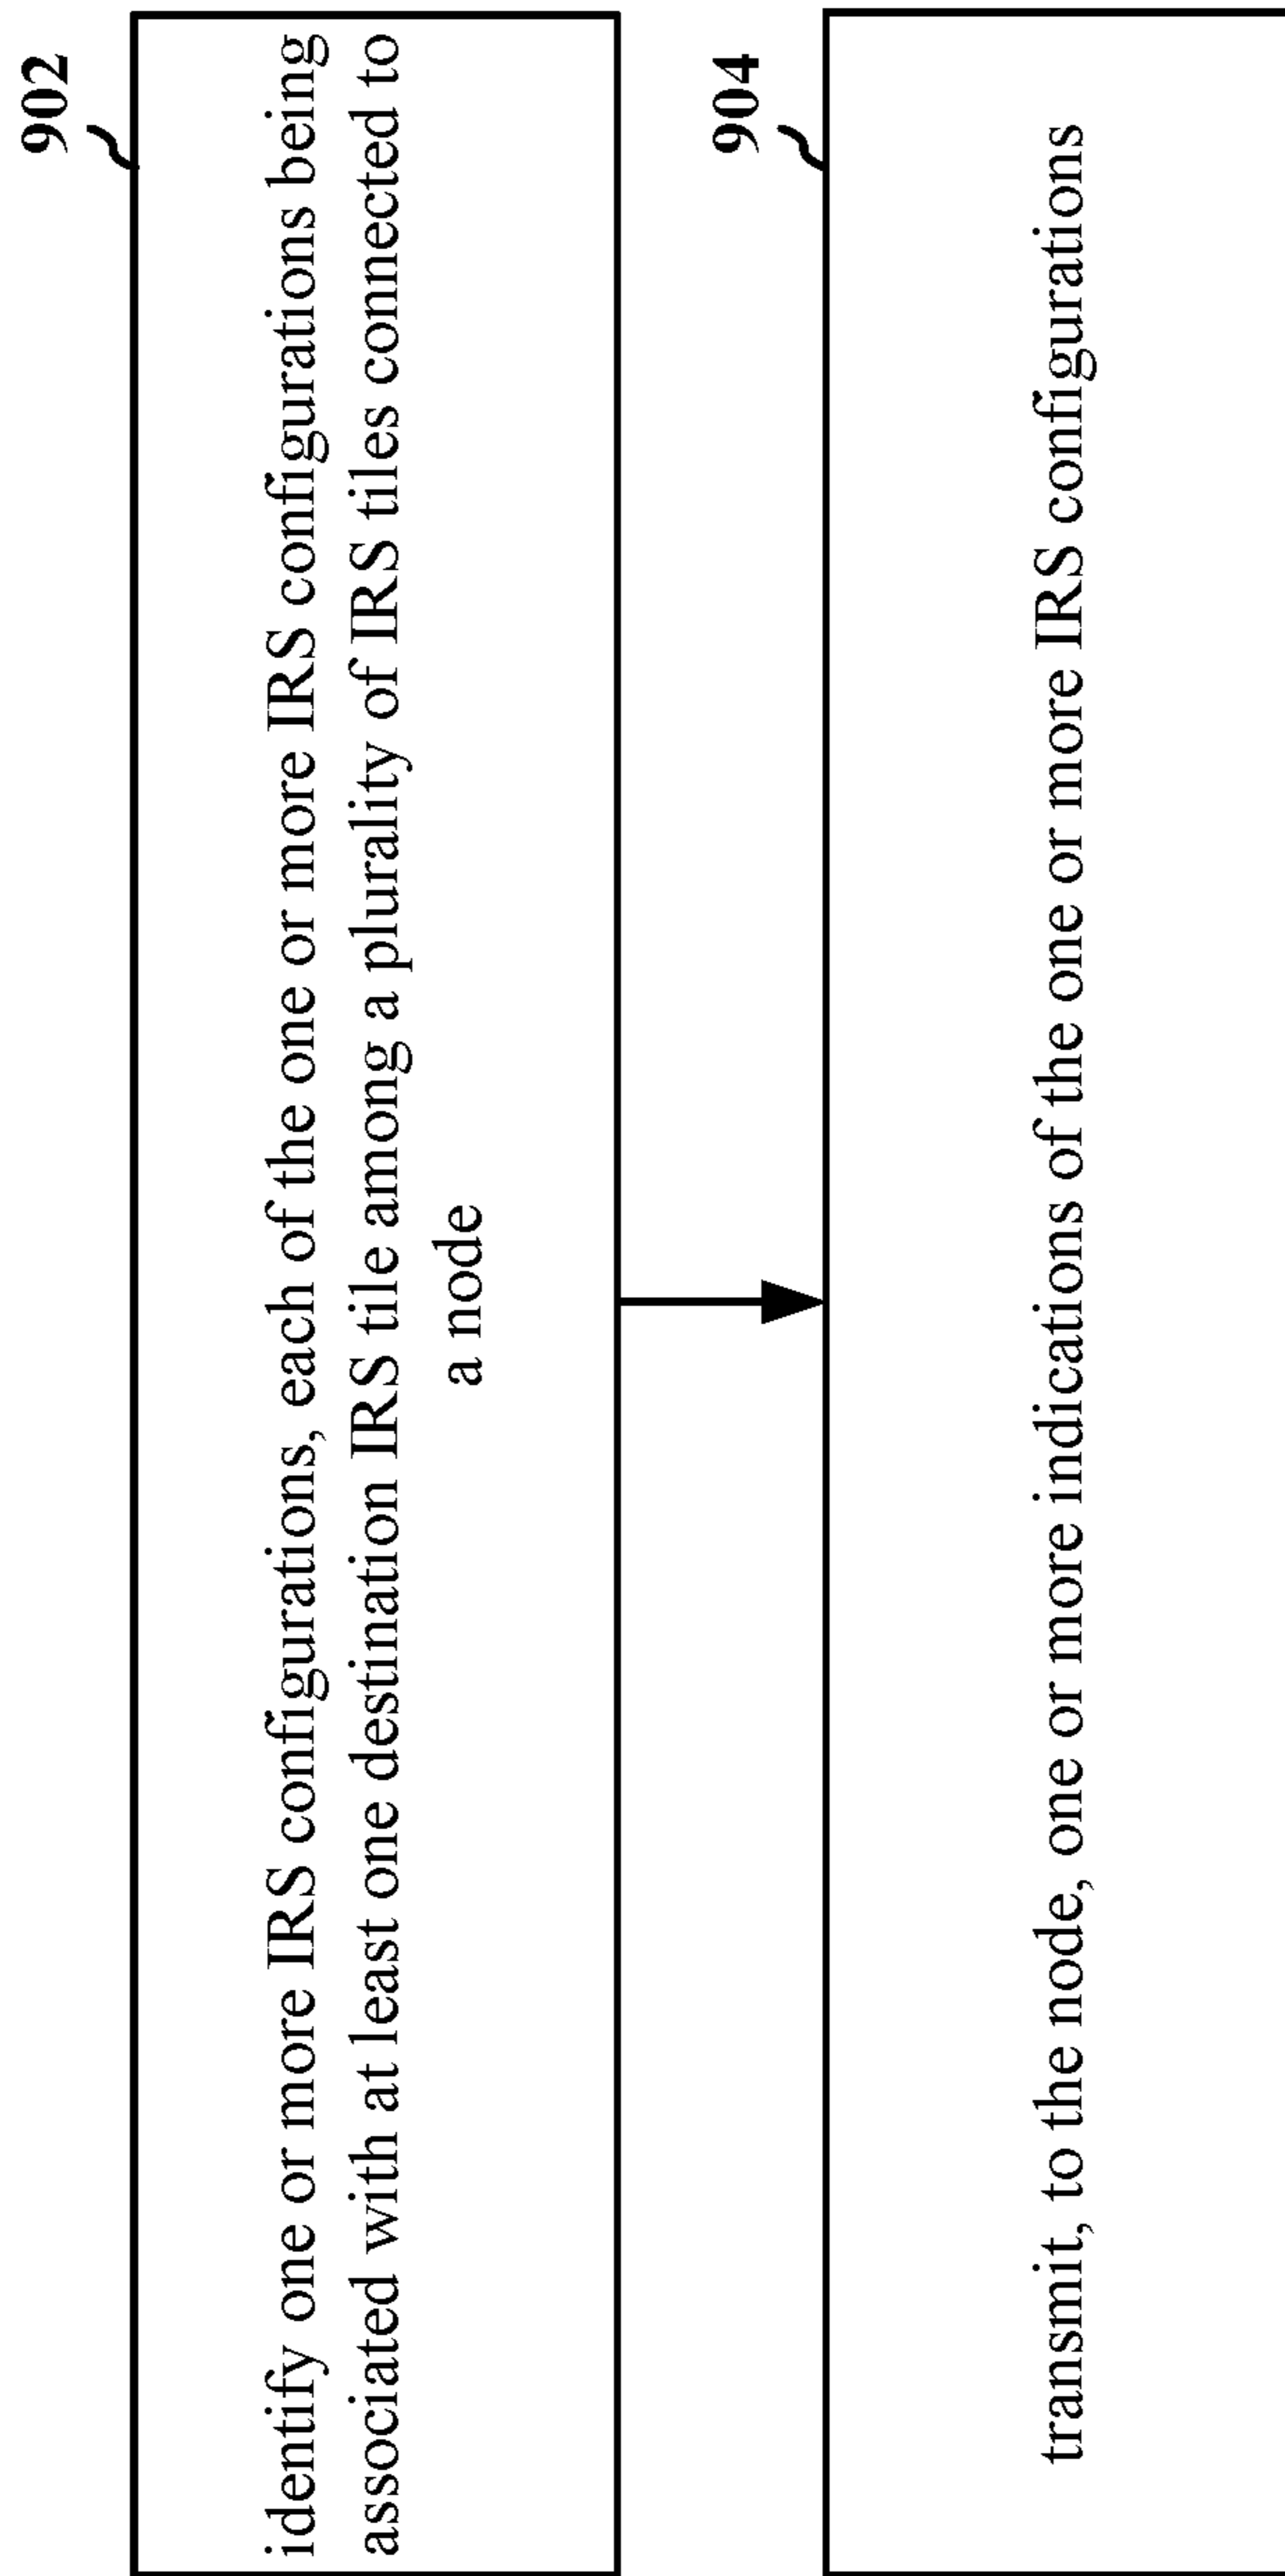 902
identify one or more IRS configurations, each of the one or more IRS configurations being
associated with at least one destination IRS tile among a plurality of IRS tiles connected to
a node
904
transmit, to the node, one or more indications of the one or more IRS configurations